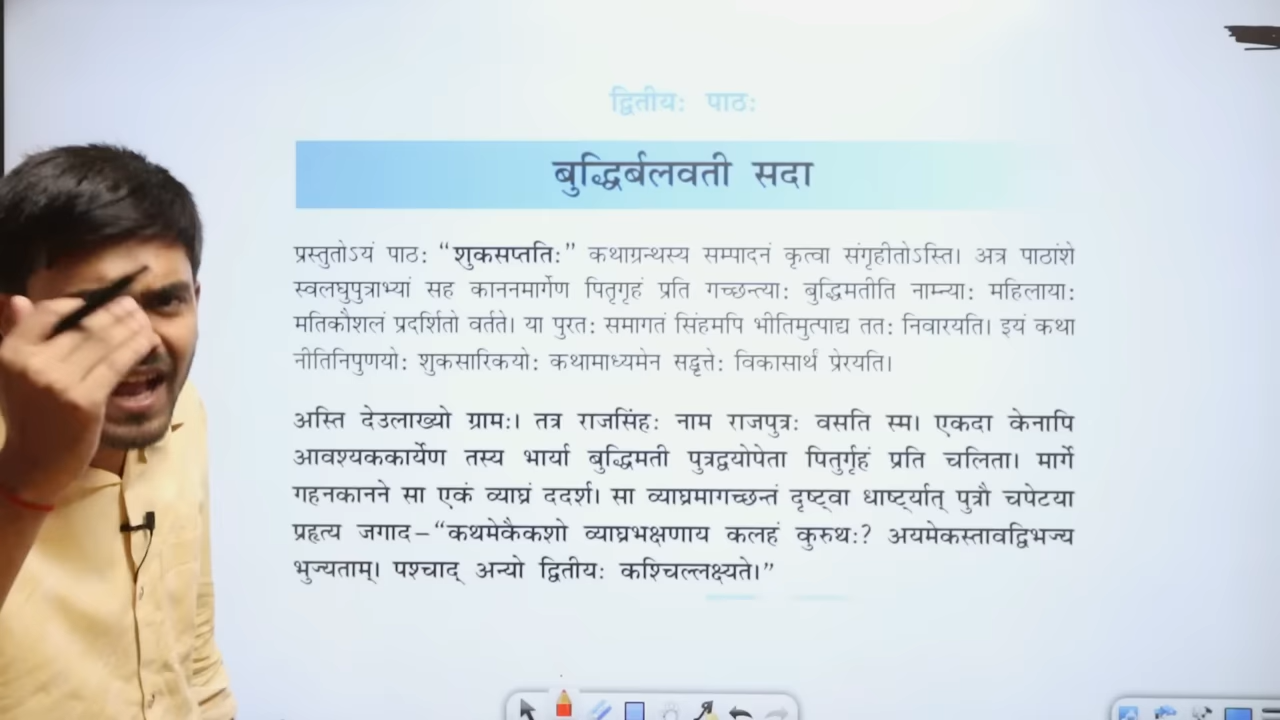 द्वितीयः पाठः
बुद्धिर्बलवती सदा
प्रस्तुतोऽयं पाठः “शुकसप्ततिः” कथाग्रन्थस्य सम्पादनं कृत्वा संगृहीतोऽस्ति। अत्र पाठांशे
स्वलघुपुत्राभ्यां सह काननमार्गेण पितृगृहं प्रति गच्छन्त्याः बुद्धिमतीति नाम्न्याः महिलायाः
मतिकौशलं प्रदर्शितो वर्तते। या पुरतः समागतं सिंहमपि भीतिमुत्पाद्य ततः निवारयति। इयं कथा
नीतिनिपुणयोः शुकसारिकयोः कथामाध्यमेन सद्वृत्तेः विकासार्थं प्रेरयति।
अस्ति देउलाख्यो ग्रामः। तत्र राजसिंहः नाम राजपुत्रः वसति स्म। एकदा केनापि
आवश्यककार्येण तस्य भार्या बुद्धिमती पुत्रद्वयोपेता पितुर्गृहं प्रति चलिता। मार्गे
गहनकानने सा एकं व्याघ्रं ददर्श। सा व्याघ्रमागच्छन्तं दृष्ट्वा धाष्ट्र्यात् पुत्रौ चपेटया
प्रहृत्य जगाद–“कथमेकैकशो व्याघ्रभक्षणाय कलहं कुरुथः? अयमेकस्तावद्विभज्य
भुज्यताम्। पश्चाद् अन्यो द्वितीयः कश्चिल्लक्ष्यते।”